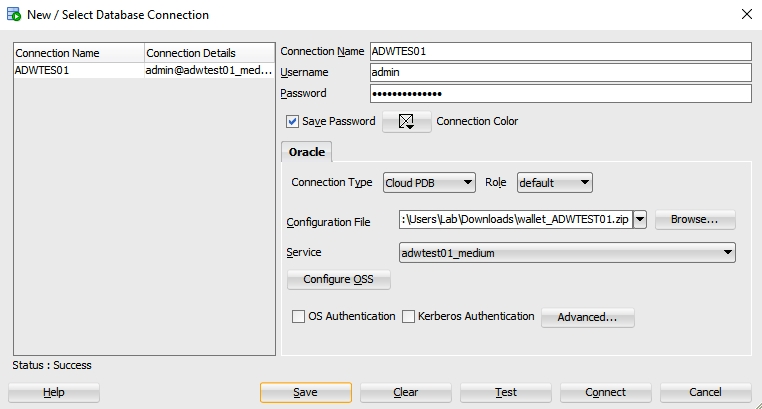 New / Select Database Connection
Connection Name Connection Details
ADWTES01 admin@adwtest01_med...
Connection Name ADWTES01
Username admin
Password ••••••••••••••
Save Password Connection Color
Oracle
Connection Type Cloud PDB Role default
Configuration File :\Users\Lab\Downloads\wallet_ADWTEST01.zip Browse...
Service adwtest01_medium
Configure OSS
OS Authentication Kerberos Authentication Advanced...
Status : Success
Help Save Clear Test Connect Cancel